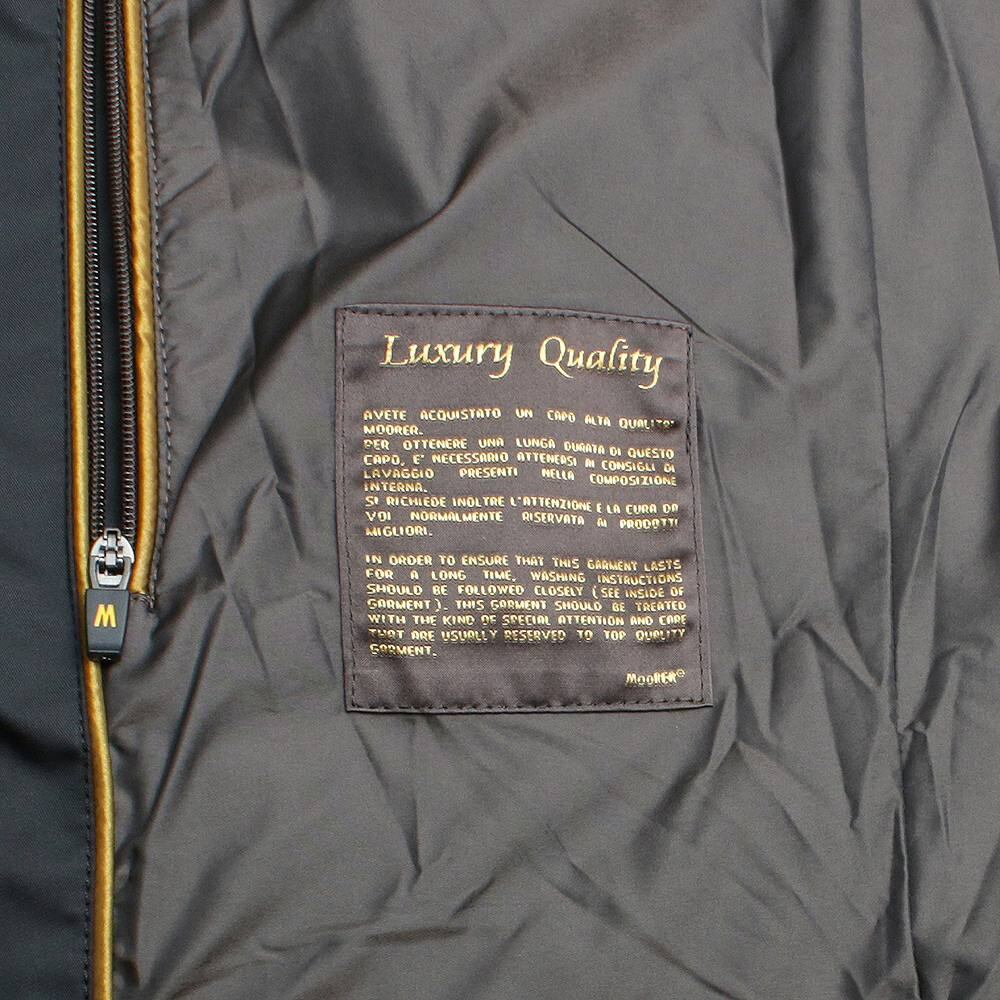 Luxury Quality
AVETE ACQUISTATO UN CAPO ALTA QUALITA'
MOORER.
PER OTTENERE UNA LUNGA DURATA DI QUESTO
CAPO, E' NECESSARIO ATTENERSI AI CONSIGLI DI
LAVAGGIO PRESENTI NELLA COMPOSIZIONE
INTERNA.
SI RICHIEDE INOLTRE L'ATTENZIONE E LA CURA DA
VOI NORMALMENTE RISERVATA AI PRODOTTI
MIGLIORI.
IN ORDER TO ENSURE THAT THIS GARMENT LASTS
FOR A LONG TIME, WASHING INSTRUCTIONS
SHOULD BE FOLLOWED CLOSELY (SEE INSIDE OF
GARMENT). THIS GARMENT SHOULD BE TREATED
WITH THE KIND OF SPECIAL ATTENTION AND CARE
THAT ARE USUALLY RESERVED TO TOP QUALITY
GARMENT.
MOORER®
M